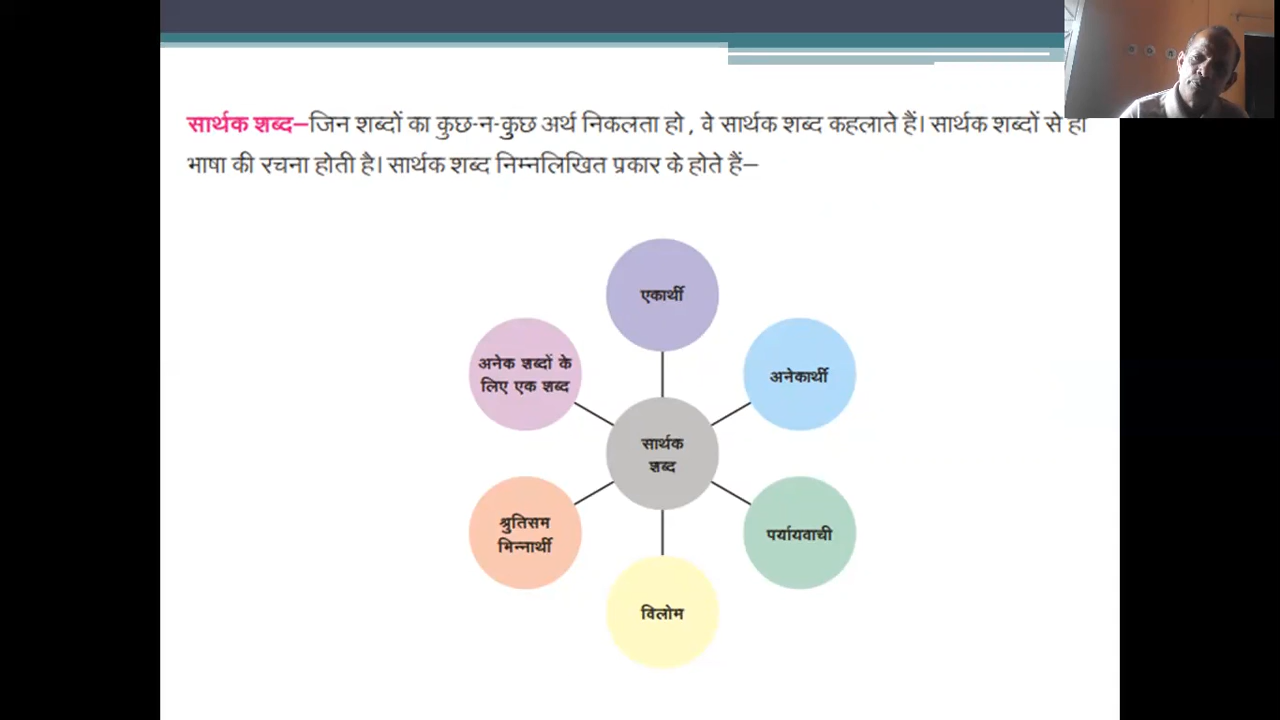 सार्थक शब्द–जिन शब्दों का कुछ-न-कुछ अर्थ निकलता हो, वे सार्थक शब्द कहलाते हैं। सार्थक शब्दों से ही
भाषा की रचना होती है। सार्थक शब्द निम्नलिखित प्रकार के होते हैं–
एकार्थी
अनेकार्थी
पर्यायवाची
विलोम
श्रुतिसम
भिन्नार्थी
अनेक शब्दों के
लिए एक शब्द
सार्थक
शब्द